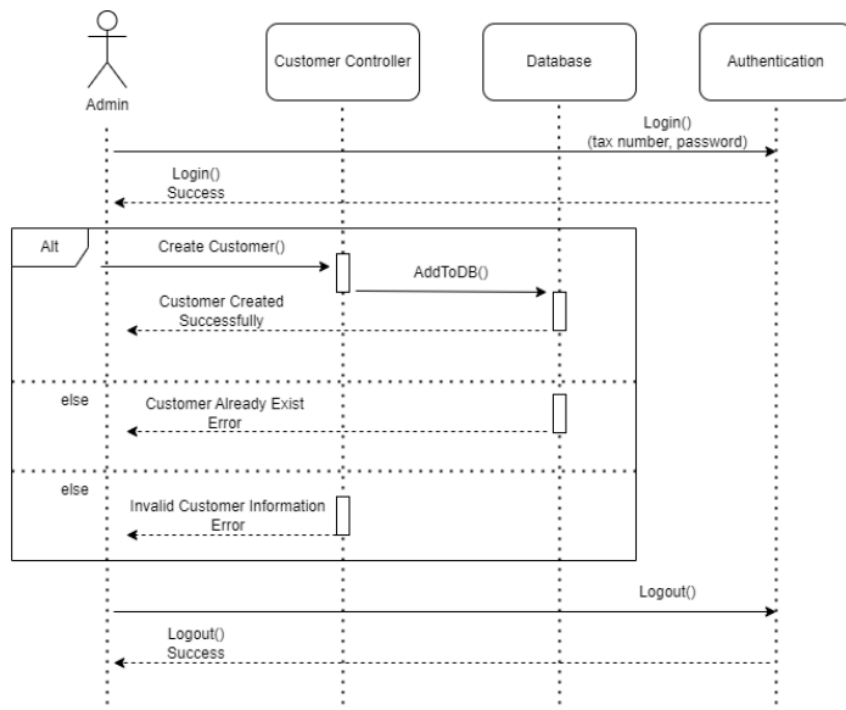 Customer Controller
Database
Authentication
Admin
Login()
(tax number, password)
Login()
Success
Alt
Create Customer()
AddToDB()
Customer Created
Successfully
else
Customer Already Exist
Error
else
Invalid Customer Information
Error
Logout()
Logout()
Success